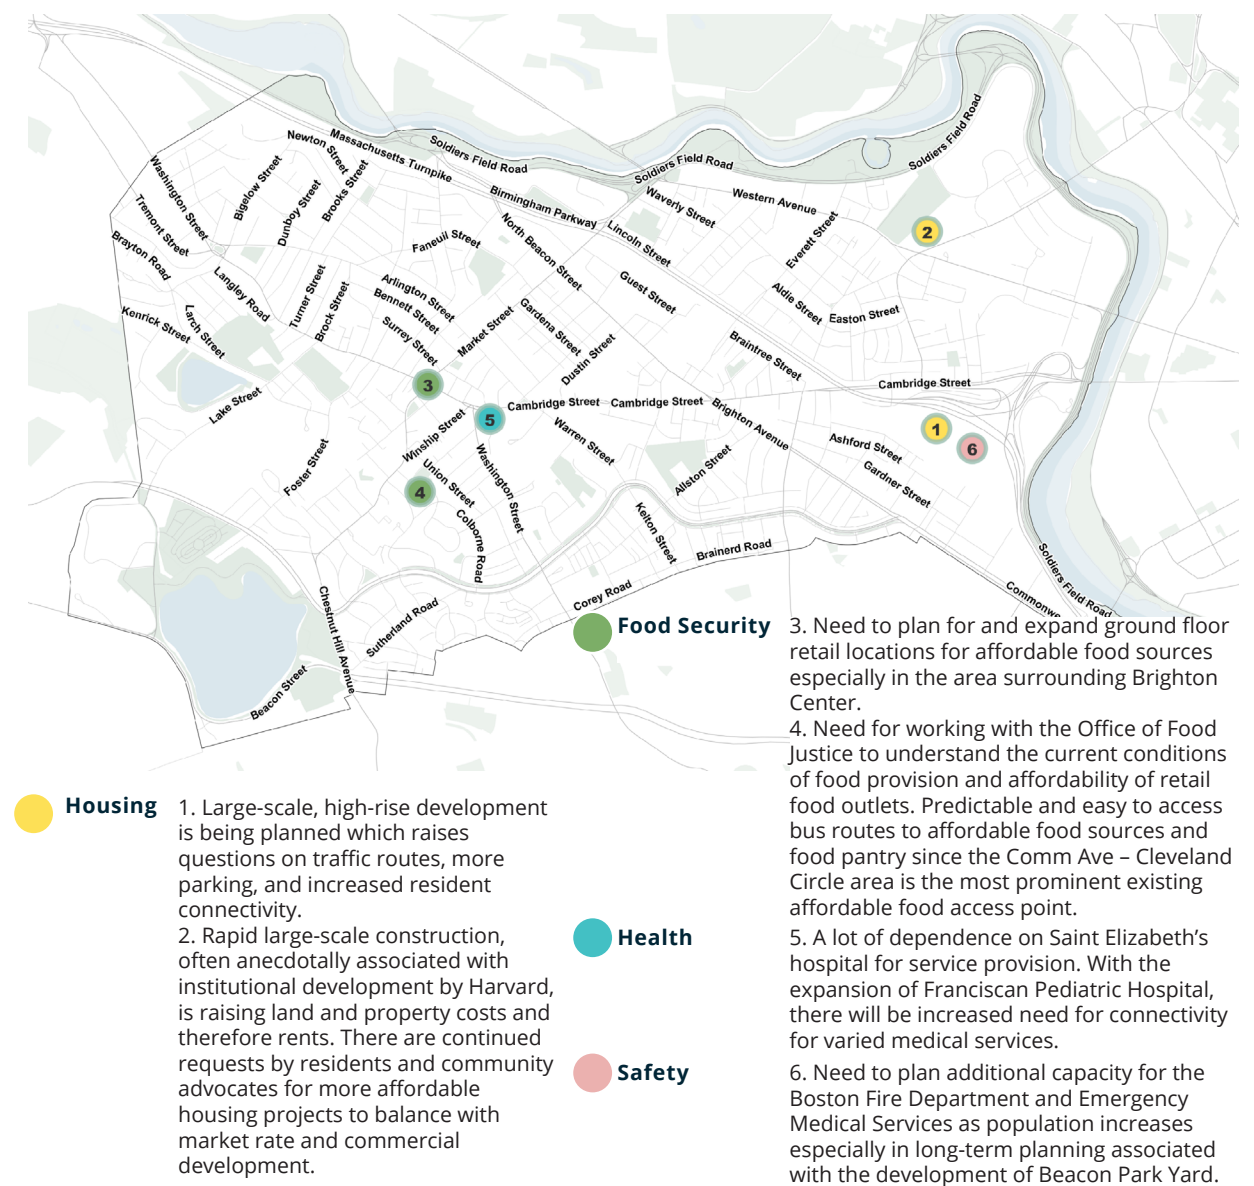 Newton Street
Massachusetts Turnpike
Soldiers Field Road
Soldiers Field Road
Soldiers Field Road
Washington Street
Bigelow Street
Dunboy Street
Brooks Street
Tremont Street
Brayton Road
Birmingham Parkway
Waverly Street
Western Avenue
Everett Street
Lincoln Street
North Beacon Street
Faneuil Street
2
Langley Road
Turner Street
Brock Street
Arlington Street
Bennett Street
Surrey Street
Market Street
Gardena Street
Dustin Street
Guest Street
Aldie Street
Easton Street
Kenrick Street
Larch Street
Braintree Street
Lake Street
3
Cambridge Street
Cambridge Street
Cambridge Street
5
Winship Street
Warren Street
Brighton Avenue
1
6
Ashford Street
Gardner Street
Allston Street
Foster Street
4
Union Street
Washington Street
Colborne Road
Kelton Street
Brainerd Road
Corey Road
Soldiers Field Road
Commonwe
Chestnut Hill Avenue
Sutherland Road
Beacon Street
Housing
1. Large-scale, high-rise development
is being planned which raises
questions on traffic routes, more
parking, and increased resident
connectivity.
2. Rapid large-scale construction,
often anecdotally associated with
institutional development by Harvard,
is raising land and property costs and
therefore rents. There are continued
requests by residents and community
advocates for more affordable
housing projects to balance with
market rate and commercial
development.
Food Security
3. Need to plan for and expand ground floor
retail locations for affordable food sources
especially in the area surrounding Brighton
Center.
4. Need for working with the Office of Food
Justice to understand the current conditions
of food provision and affordability of retail
food outlets. Predictable and easy to access
bus routes to affordable food sources and
food pantry since the Comm Ave – Cleveland
Circle area is the most prominent existing
affordable food access point.
Health
5. A lot of dependence on Saint Elizabeth’s
hospital for service provision. With the
expansion of Franciscan Pediatric Hospital,
there will be increased need for connectivity
for varied medical services.
Safety
6. Need to plan additional capacity for the
Boston Fire Department and Emergency
Medical Services as population increases
especially in long-term planning associated
with the development of Beacon Park Yard.